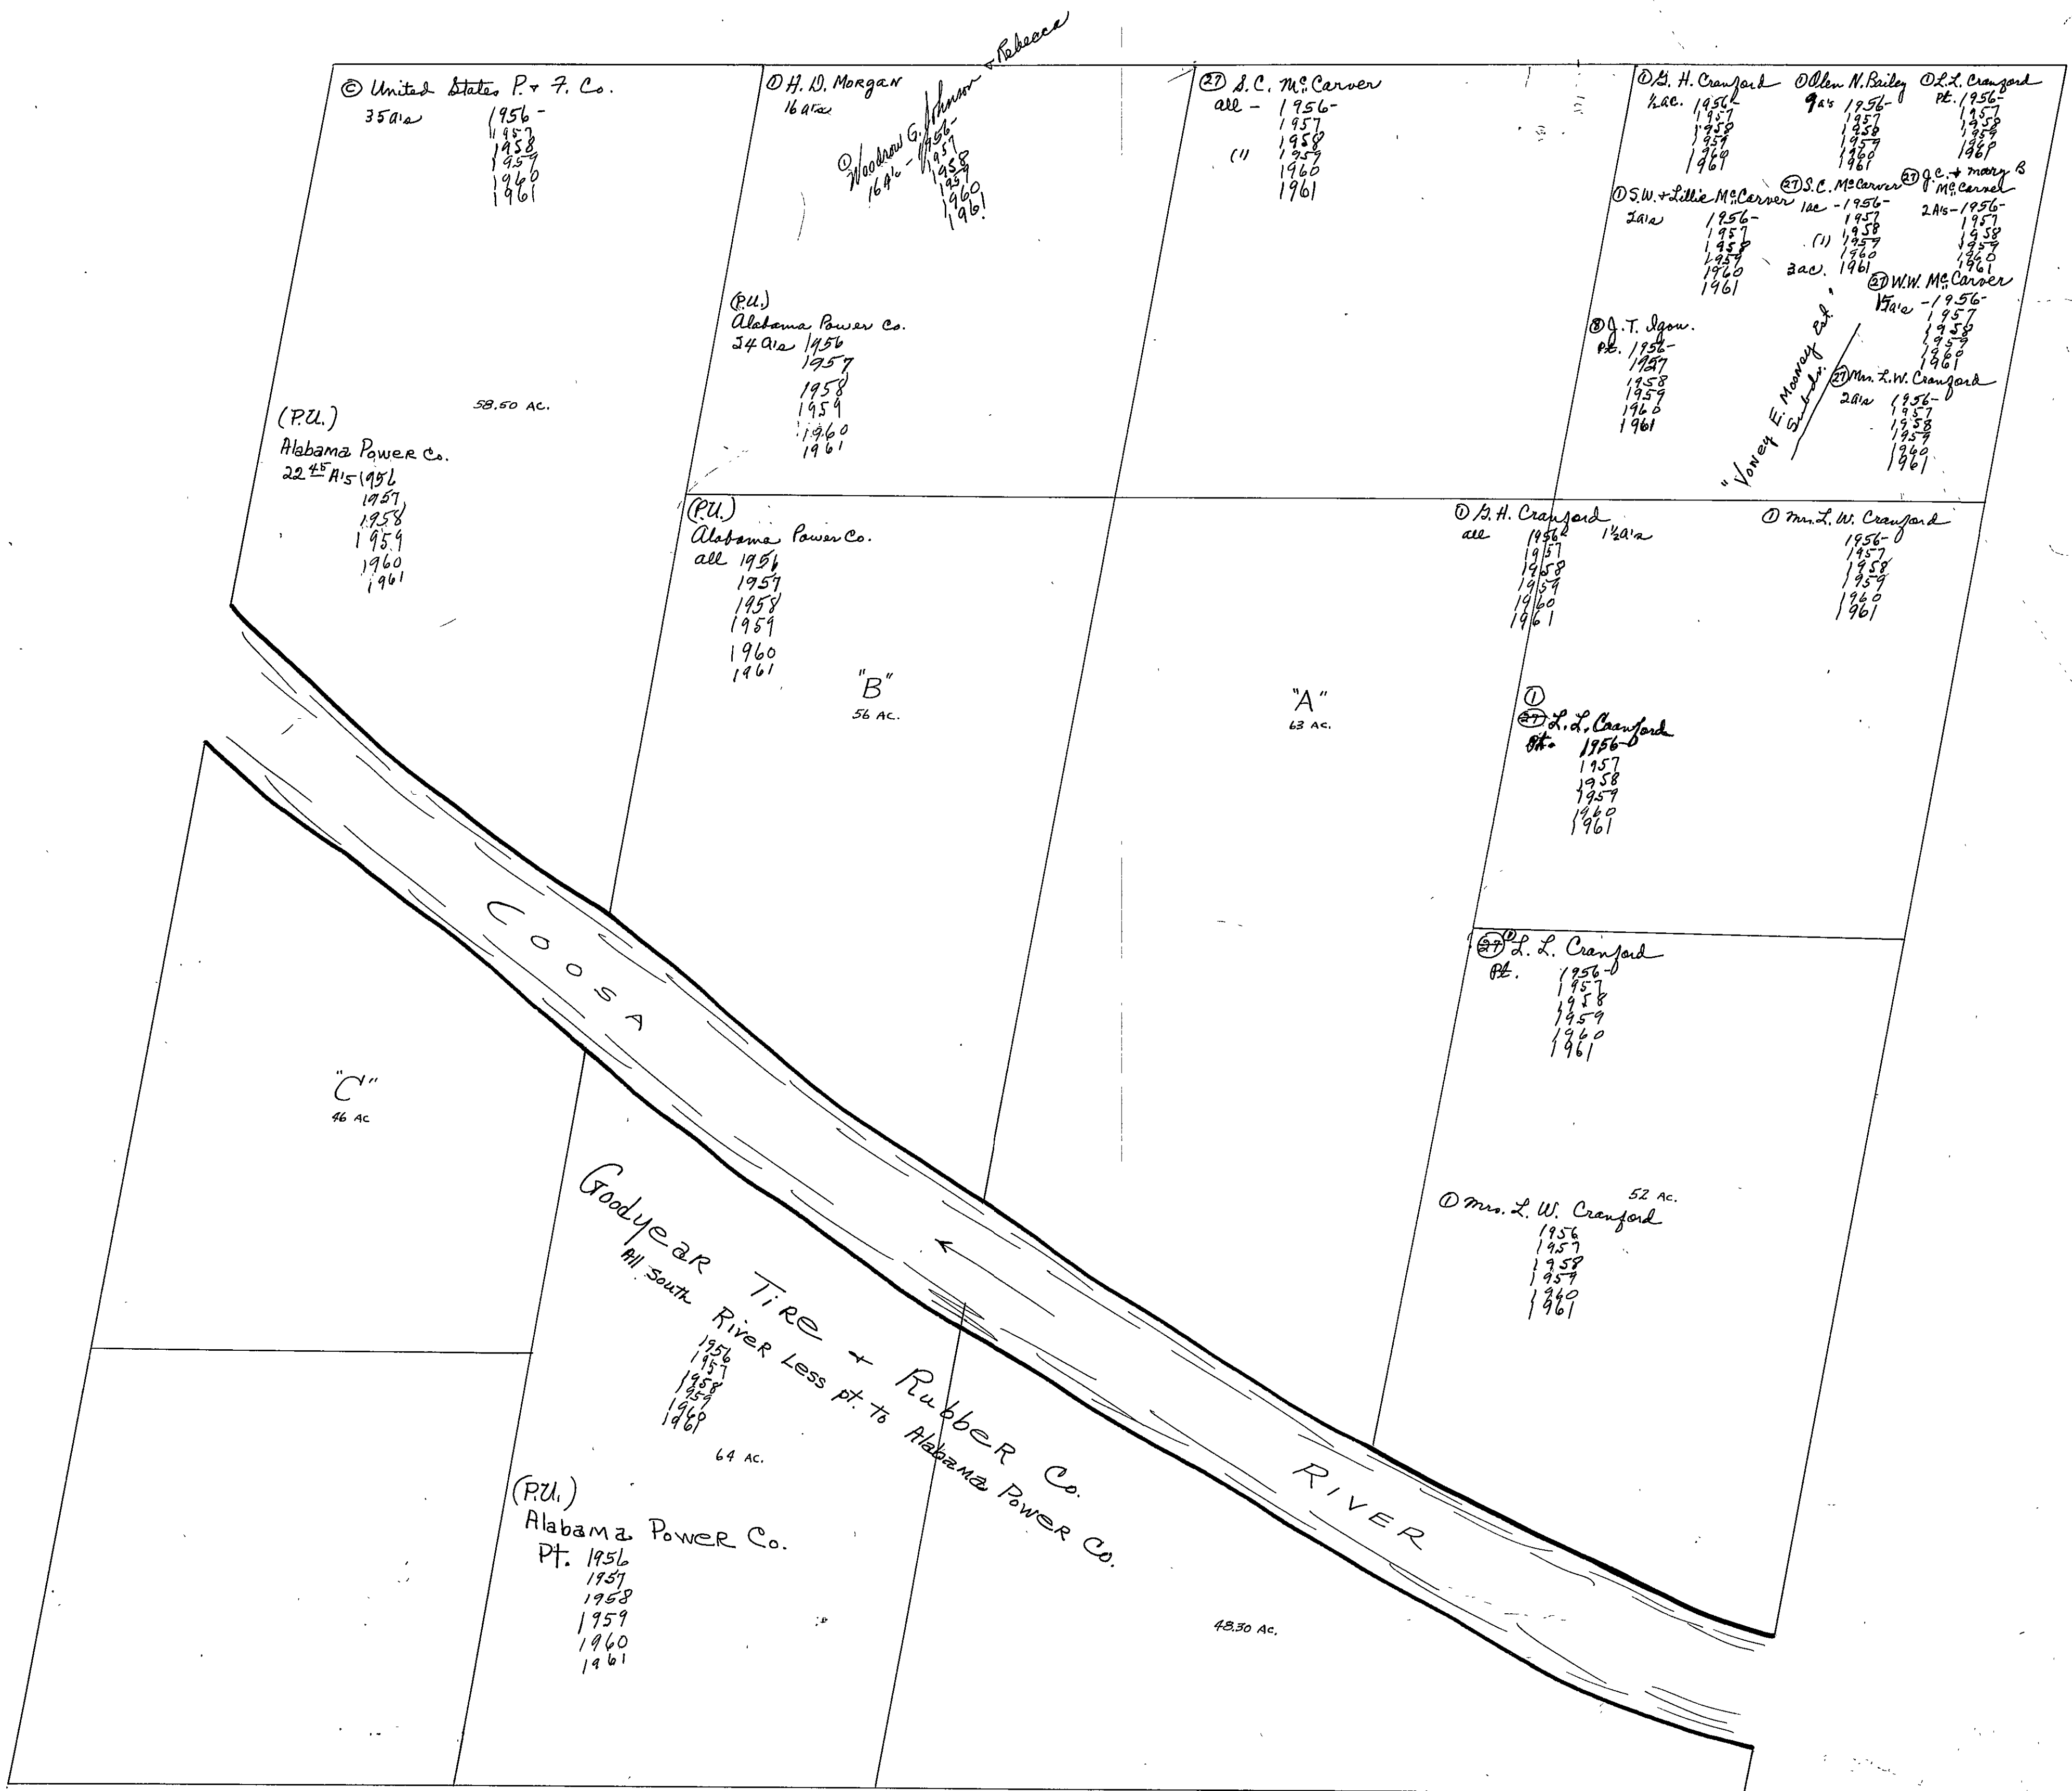 Ⓒ United States P. & F. Co.
35 a's 1956-
1957
1958
1959
1960
1961
(P.U.)
Alabama Power Co.
22 45 A's 1956
1957
1958
1959
1960
1961
58.50 AC.
① H. D. Morgan
16 a's
① Woodrow G. Johnson & Rebecca
16 A's - 1956-
1957
1958
1959
1960
1961
(P.U.)
Alabama Power Co.
24 a's 1956
1957
1958
1959
1960
1961
㉗ S. C. McCarver
all - 1956-
1957
1958
(1) 1959
1960
1961
① G. H. Cranford
½ ac. 1956-
1957
1958
1959
1960
1961
① Olen N. Bailey
9 a's 1956-
1957
1958
1959
1960
1961
① L. L. Cranford
Pt. 1956-
1957
1958
1959
1960
1961
① S.W. & Lillie McCarver
2 a's 1956-
1957
1958
1959
1960
1961
㉗ S. C. McCarver
1 ac - 1956-
1957
1958
(1) 1959
1960
3 ac. 1961
㉗ J. C. & Mary B
McCarver
2 A's - 1956-
1957
1958
1959
1960
1961
㉗ W.W. McCarver
15 a's - 1956-
1957
1958
1959
1960
1961
⑧ J. T. Igou.
Pt. 1956-
1957
1958
1959
1960
1961
"Voney E. Mooney Est."
Subdn.
㉗ Mrs. L. W. Cranford
2 a's 1956-
1957
1958
1959
1960
1961
(P.U.)
Alabama Power Co.
all 1956
1957
1958
1959
1960
1961
"B"
56 AC.
"A"
63 AC.
① G. H. Cranford
all 1956 1½ a's
1957
1958
1959
1960
1961
① Mrs. L. W. Cranford
1956-
1957
1958
1959
1960
1961
①
㉗ L. L. Cranford
Pt. 1956-
1957
1958
1959
1960
1961
㉗ ① L. L. Cranford
Pt. 1956-
1957
1958
1959
1960
1961
52 AC.
① Mrs. L. W. Cranford
1956
1957
1958
1959
1960
1961
COOSA
RIVER
"C"
46 AC
Goodyear Tire & Rubber Co.
All South River Less pt. to Alabama Power Co.
1956
1957
1958
1959
1960
1961
64 AC.
(P.U.)
Alabama Power Co.
Pt. 1956
1957
1958
1959
1960
1961
48.30 AC.